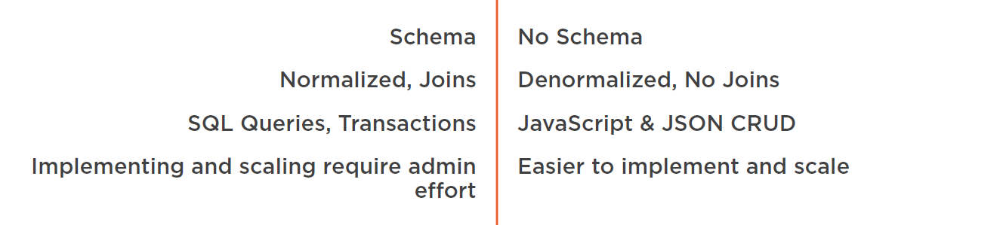 Schema
No Schema
Normalized, Joins
Denormalized, No Joins
SQL Queries, Transactions
JavaScript & JSON CRUD
Implementing and scaling require admin
effort
Easier to implement and scale